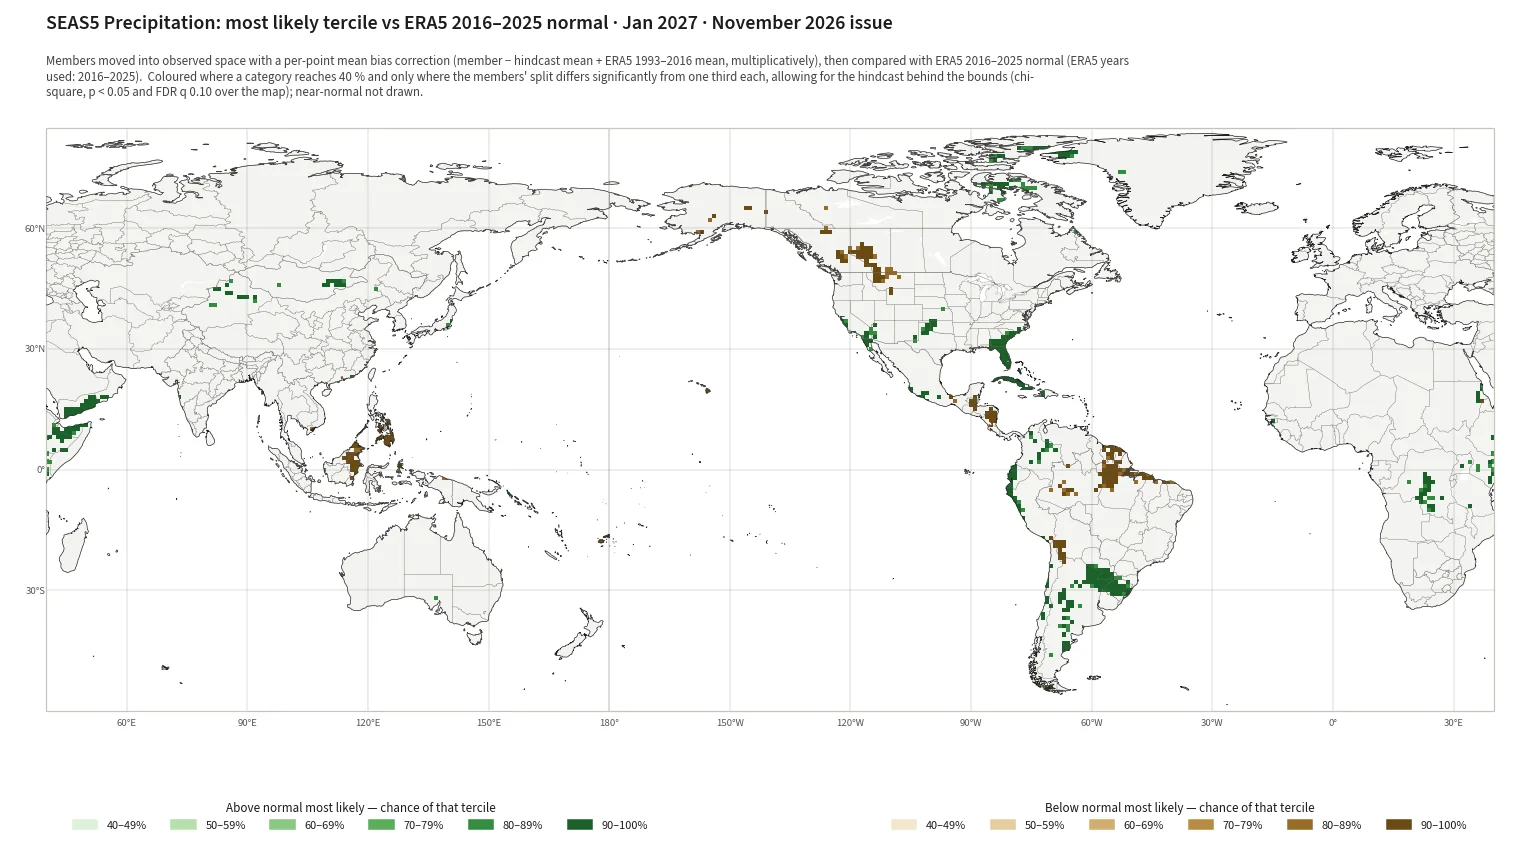 SEAS5 Precipitation: most likely tercile vs ERA5 2016–2025 normal · Jan 2027 · November 2026 issue
Members moved into observed space with a per-point mean bias correction (member − hindcast mean + ERA5 1993–2016 mean, multiplicatively), then compared with ERA5 2016–2025 normal (ERA5 years
used: 2016–2025).  Coloured where a category reaches 40 % and only where the members' split differs significantly from one third each, allowing for the hindcast behind the bounds (chi-
square, p < 0.05 and FDR q 0.10 over the map); near-normal not drawn.
60°N
30°N
0°
30°S
60°E 90°E 120°E 150°E 180° 150°W 120°W 90°W 60°W 30°W 0° 30°E
Above normal most likely — chance of that tercile
40–49% 50–59% 60–69% 70–79% 80–89% 90–100%
Below normal most likely — chance of that tercile
40–49% 50–59% 60–69% 70–79% 80–89% 90–100%